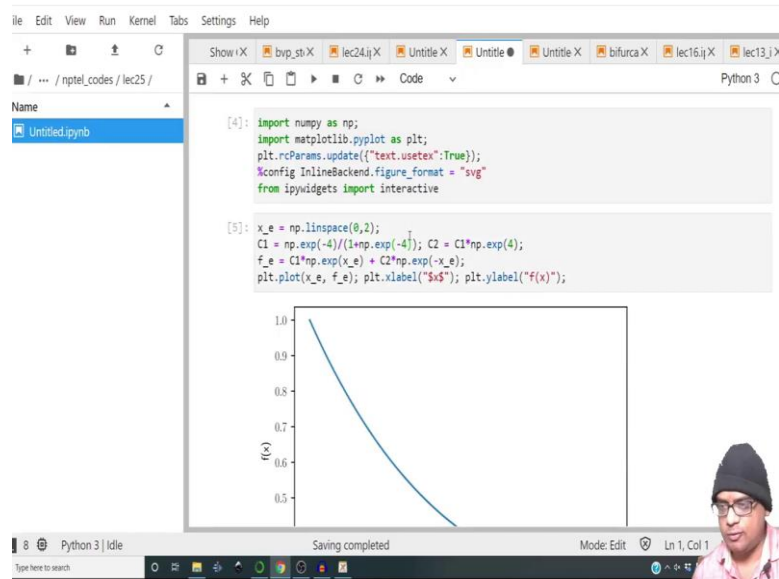 ile Edit View Run Kernel Tabs Settings Help
Show X bvp_st X lec24.ij X Untitle X Untitle Untitle X bifurca X lec16.ij X lec13_i X
/ ··· / nptel_codes / lec25 /
Code
Python 3
Name
Untitled.ipynb
[4]: import numpy as np;
import matplotlib.pyplot as plt;
plt.rcParams.update({"text.usetex":True});
%config InlineBackend.figure_format = "svg"
from ipywidgets import interactive
[5]: x_e = np.linspace(0,2);
C1 = np.exp(-4)/(1+np.exp(-4)); C2 = C1*np.exp(4);
f_e = C1*np.exp(x_e) + C2*np.exp(-x_e);
plt.plot(x_e, f_e); plt.xlabel("$x$"); plt.ylabel("f(x)");
1.0
0.9
0.8
0.7
0.6
0.5
f(x)
8 Python 3 | Idle Saving completed Mode: Edit Ln 1, Col 1
Type here to search